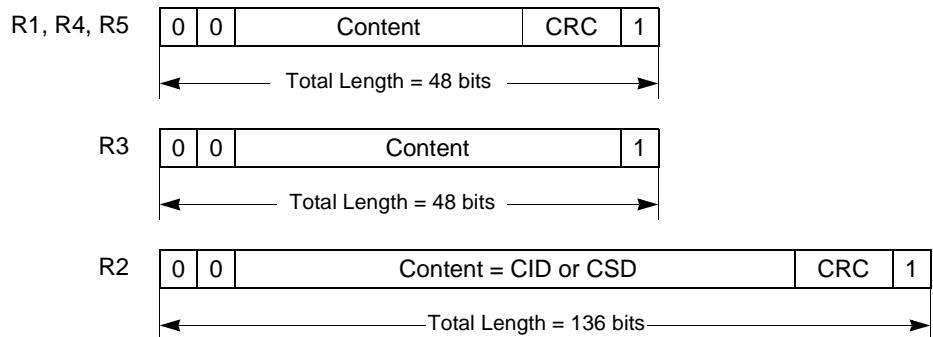 R1, R4, R5 0 0 Content CRC 1
Total Length = 48 bits
R3 0 0 Content 1
Total Length = 48 bits
R2 0 0 Content = CID or CSD CRC 1
Total Length = 136 bits